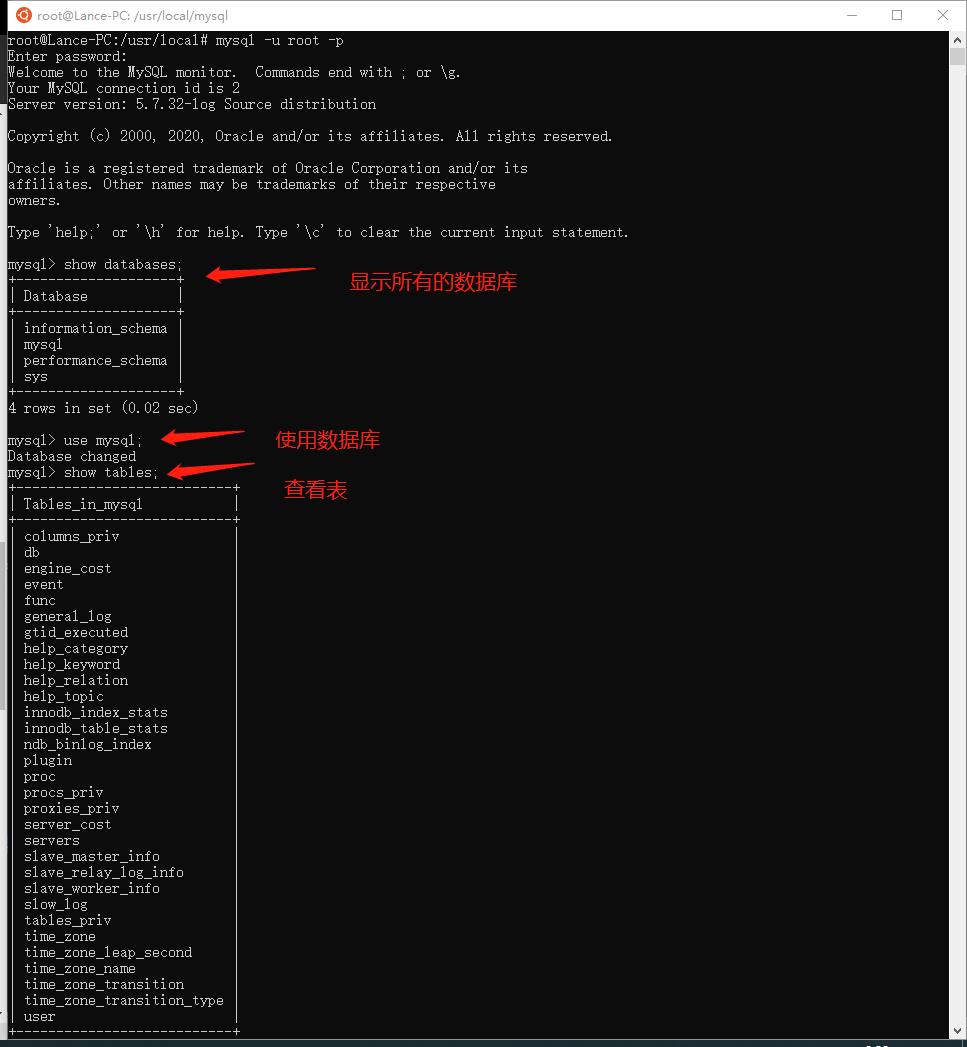 root@Lance-PC: /usr/local/mysql
root@Lance-PC:/usr/local# mysql -u root -p
Enter password:
Welcome to the MySQL monitor.  Commands end with ; or \g.
Your MySQL connection id is 2
Server version: 5.7.32-log Source distribution
Copyright (c) 2000, 2020, Oracle and/or its affiliates. All rights reserved.
Oracle is a registered trademark of Oracle Corporation and/or its
affiliates. Other names may be trademarks of their respective
owners.
Type 'help;' or '\h' for help. Type '\c' to clear the current input statement.
mysql> show databases;
显示所有的数据库
+--------------------+
| Database           |
+--------------------+
| information_schema |
| mysql              |
| performance_schema |
| sys                |
+--------------------+
4 rows in set (0.02 sec)
mysql> use mysql;
使用数据库
Database changed
mysql> show tables;
查看表
+---------------------------+
| Tables_in_mysql           |
+---------------------------+
| columns_priv              |
| db                        |
| engine_cost               |
| event                     |
| func                      |
| general_log               |
| gtid_executed             |
| help_category             |
| help_keyword              |
| help_relation             |
| help_topic                |
| innodb_index_stats        |
| innodb_table_stats        |
| ndb_binlog_index          |
| plugin                    |
| proc                      |
| procs_priv                |
| proxies_priv              |
| server_cost               |
| servers                   |
| slave_master_info         |
| slave_relay_log_info      |
| slave_worker_info         |
| slow_log                  |
| tables_priv               |
| time_zone                 |
| time_zone_leap_second     |
| time_zone_name            |
| time_zone_transition      |
| time_zone_transition_type |
| user                      |
+---------------------------+